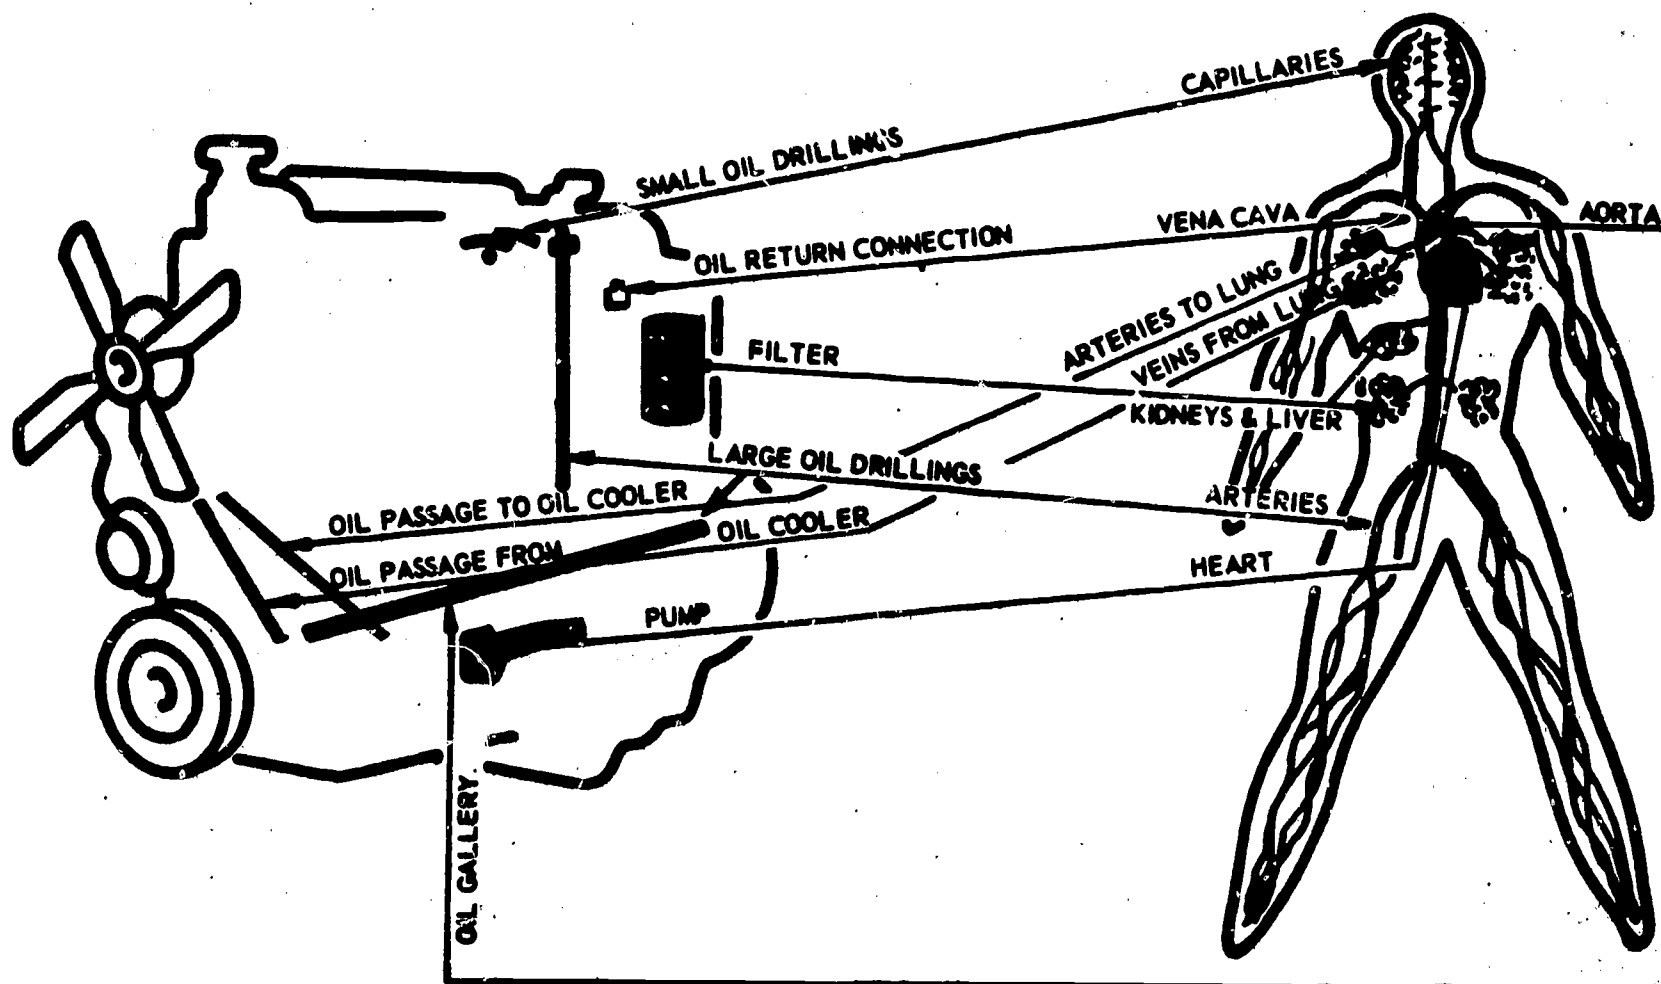 CAPILLARIES
SMALL OIL DRILLINGS
VENA CAVA
AORTA
OIL RETURN CONNECTION
ARTERIES TO LUNG
VEINS FROM LUNG
FILTER
KIDNEYS & LIVER
LARGE OIL DRILLINGS
ARTERIES
OIL PASSAGE TO OIL COOLER
OIL PASSAGE FROM OIL COOLER
HEART
PUMP
OIL GALLERY.